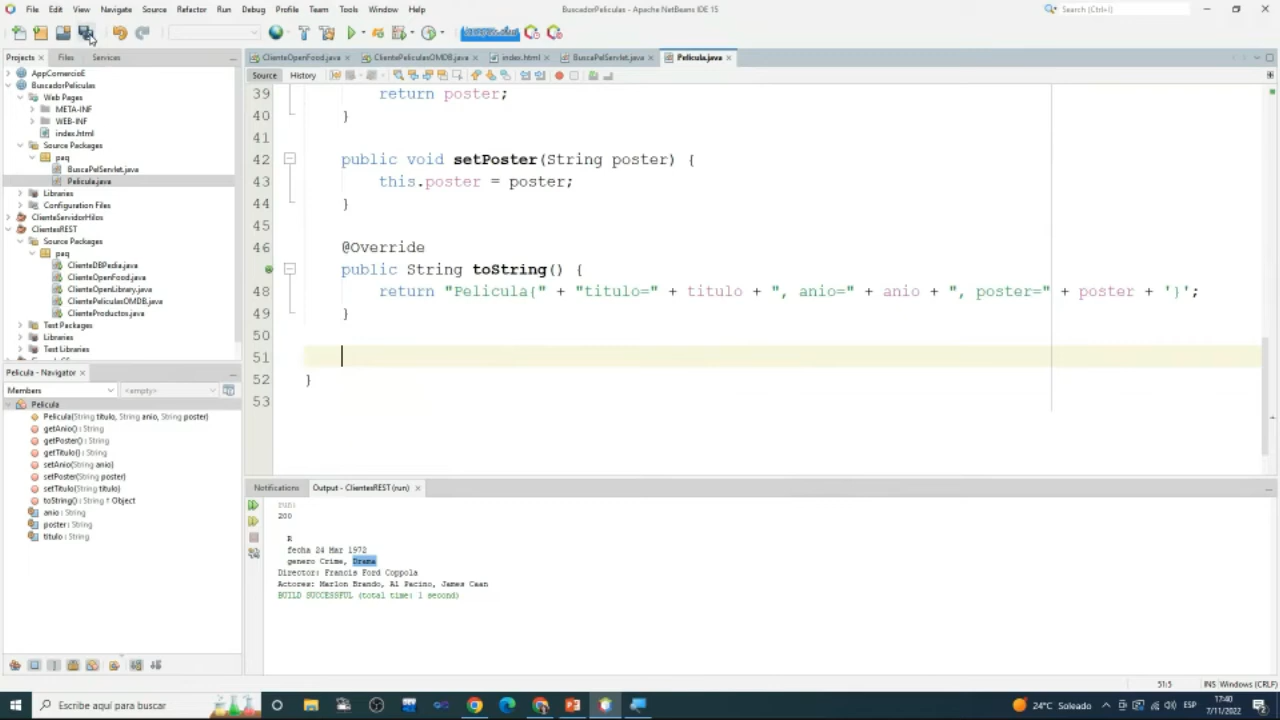 File Edit View Navigate Source Refactor Run Debug Profile Team Tools Window Help
BuscadorPeliculas - Apache NetBeans IDE 15
Search (Ctrl+I)
Projects Files Services
AppComercioE
BuscadorPeliculas
Web Pages
META-INF
WEB-INF
index.html
Source Packages
paq
BuscaPelServlet.java
Pelicula.java
Libraries
Configuration Files
ClienteServidorHilos
ClientesREST
Source Packages
paq
ClienteDBPedia.java
ClienteOpenFood.java
ClienteOpenLibrary.java
ClientePeliculasOMDB.java
ClienteProductos.java
Test Packages
Libraries
Test Libraries
Pelicula - Navigator
Members <empty>
Pelicula
Pelicula(String titulo, String anio, String poster)
getAnio() : String
getPoster() : String
getTitulo() : String
setAnio(String anio)
setPoster(String poster)
setTitulo(String titulo)
toString() : String ↑ Object
anio : String
poster : String
titulo : String
ClienteOpenFood.java ClientePeliculasOMDB.java index.html BuscaPelServlet.java Pelicula.java
Source History
39 return poster;
40 }
41
42 public void setPoster(String poster) {
43 this.poster = poster;
44 }
45
46 @Override
public String toString() {
48 return "Pelicula{" + "titulo=" + titulo + ", anio=" + anio + ", poster=" + poster + '}';
49 }
50
51
52 }
53
Notifications Output - ClientesREST (run)
run:
200
R
fecha 24 Mar 1972
genero Crime, Drama
Director: Francis Ford Coppola
Actores: Marlon Brando, Al Pacino, James Caan
BUILD SUCCESSFUL (total time: 1 second)
51:5 INS Windows (CRLF)
Escribe aquí para buscar
24°C Soleado
ESP
17:40
7/11/2022
2